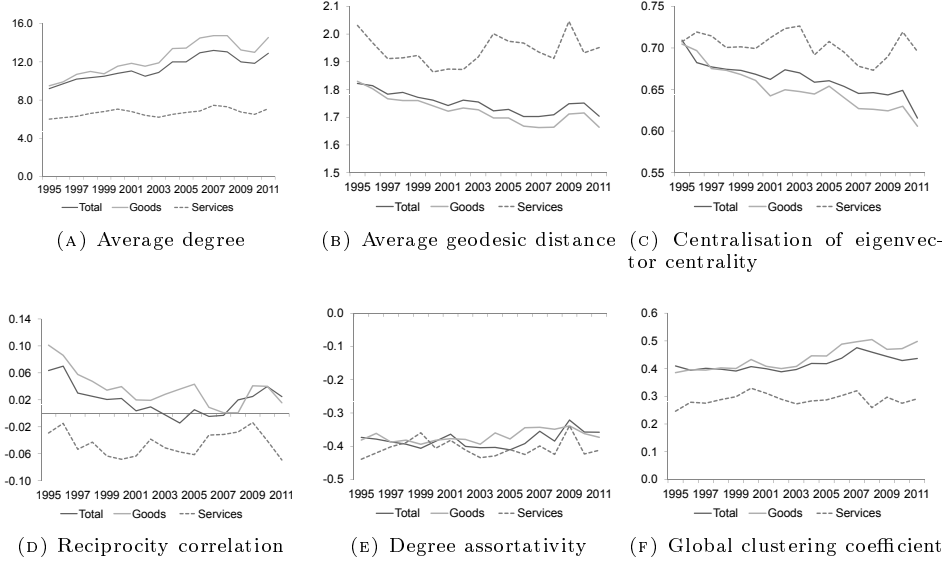 16.0
12.0
8.0
4.0
0.0
1995 1997 1999 2001 2003 2005 2007 2009 2011
Total Goods Services
(A) Average degree
2.1
2.0
1.9
1.8
1.7
1.6
1.5
1995 1997 1999 2001 2003 2005 2007 2009 2011
Total Goods Services
(B) Average geodesic distance
0.75
0.70
0.65
0.60
0.55
1995 1997 1999 2001 2003 2005 2007 2009 2011
Total Goods Services
(C) Centralisation of eigenvec-
tor centrality
0.14
0.10
0.06
0.02
-0.02
-0.06
-0.10
1995 1997 1999 2001 2003 2005 2007 2009 2011
Total Goods Services
(D) Reciprocity correlation
0.0
-0.1
-0.2
-0.3
-0.4
-0.5
1995 1997 1999 2001 2003 2005 2007 2009 2011
Total Goods Services
(E) Degree assortativity
0.6
0.5
0.4
0.3
0.2
0.1
0.0
1995 1997 1999 2001 2003 2005 2007 2009 2011
Total Goods Services
(F) Global clustering coefficient